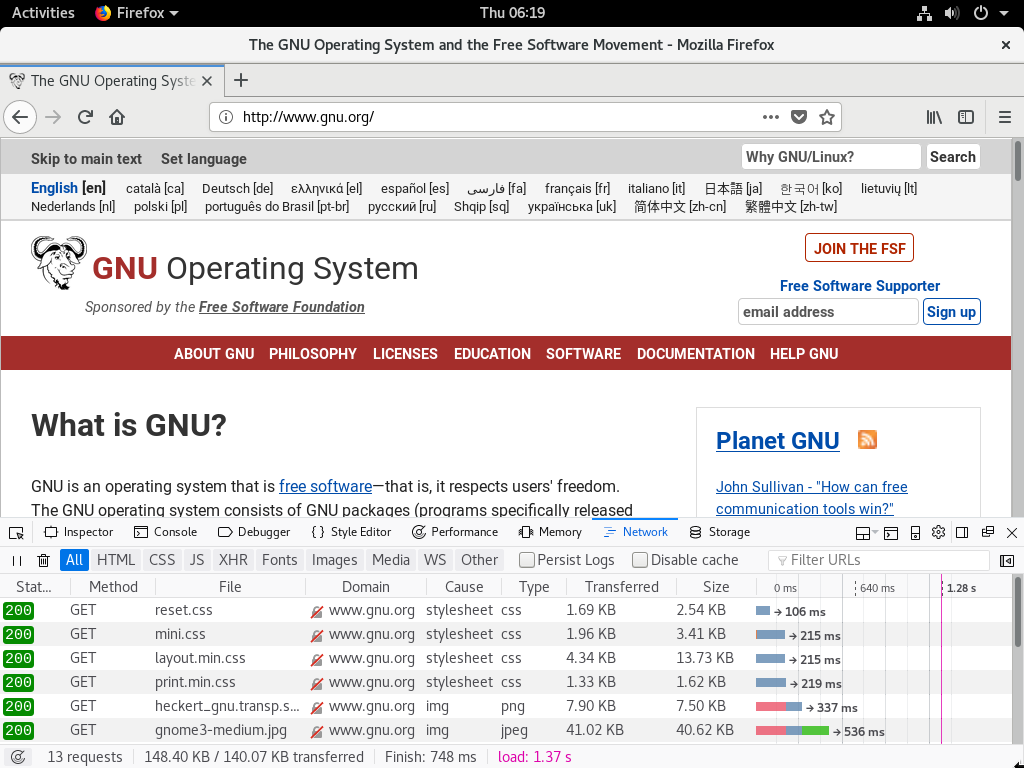 Activities Firefox Thu 06:19
The GNU Operating System and the Free Software Movement - Mozilla Firefox
The GNU Operating Syste
http://www.gnu.org/
Skip to main text Set language Why GNU/Linux? Search
English [en] català [ca] Deutsch [de] ελληνικά [el] español [es] فارسی [fa] français [fr] italiano [it] 日本語 [ja] 한국어 [ko] lietuvių [lt]
Nederlands [nl] polski [pl] português do Brasil [pt-br] русский [ru] Shqip [sq] українська [uk] 简体中文 [zh-cn] 繁體中文 [zh-tw]
JOIN THE FSF
GNU Operating System
Free Software Supporter
Sponsored by the Free Software Foundation
email address Sign up
ABOUT GNU PHILOSOPHY LICENSES EDUCATION SOFTWARE DOCUMENTATION HELP GNU
What is GNU?
GNU is an operating system that is free software—that is, it respects users' freedom.
The GNU operating system consists of GNU packages (programs specifically released
Planet GNU
John Sullivan - "How can free
communication tools win?"
Inspector Console Debugger {} Style Editor Performance Memory Network Storage
All HTML CSS JS XHR Fonts Images Media WS Other Persist Logs Disable cache Filter URLs
Stat... Method File Domain Cause Type Transferred Size 0 ms 640 ms 1.28 s
200 GET reset.css www.gnu.org stylesheet css 1.69 KB 2.54 KB → 106 ms
200 GET mini.css www.gnu.org stylesheet css 1.96 KB 3.41 KB → 215 ms
200 GET layout.min.css www.gnu.org stylesheet css 4.34 KB 13.73 KB → 215 ms
200 GET print.min.css www.gnu.org stylesheet css 1.33 KB 1.62 KB → 219 ms
200 GET heckert_gnu.transp.s... www.gnu.org img png 7.90 KB 7.50 KB → 337 ms
200 GET gnome3-medium.jpg www.gnu.org img jpeg 41.02 KB 40.62 KB → 536 ms
13 requests 148.40 KB / 140.07 KB transferred Finish: 748 ms load: 1.37 s